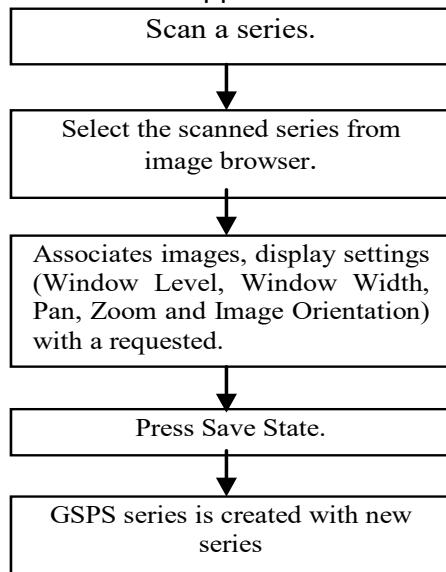 Scan a series.
Select the scanned series from
image browser.
Associates images, display settings
(Window Level, Window Width,
Pan, Zoom and Image Orientation)
with a requested.
Press Save State.
GSPS series is created with new
series